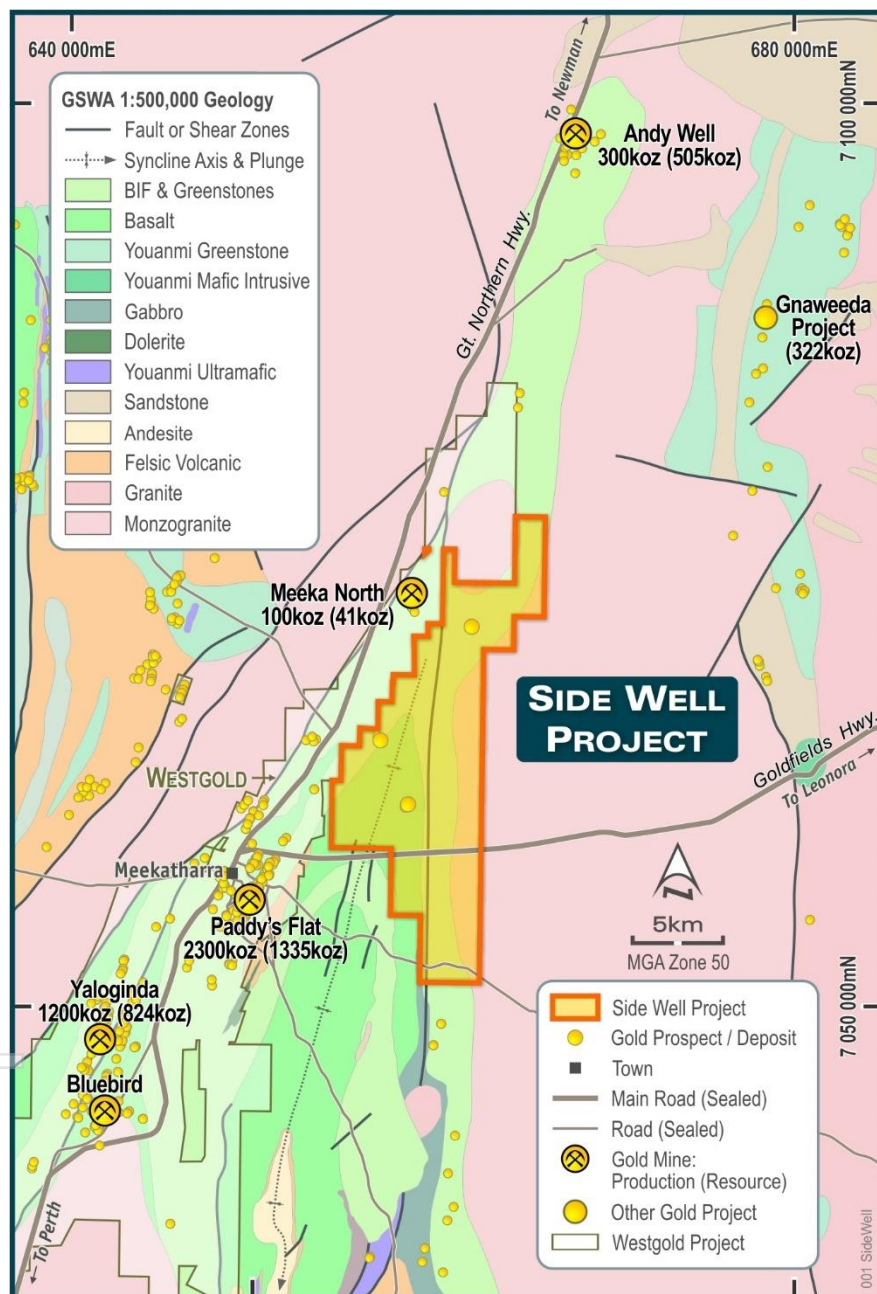 640 000mE
680 000mE
To Newman
7 100 000mN
GSWA 1:500,000 Geology
Fault or Shear Zones
Syncline Axis & Plunge
BIF & Greenstones
Basalt
Youanmi Greenstone
Youanmi Mafic Intrusive
Gabbro
Dolerite
Youanmi Ultramafic
Sandstone
Andesite
Felsic Volcanic
Granite
Monzogranite
Andy Well
300koz (505koz)
Gt. Northern Hwy.
Gnaweeda
Project
(322koz)
Meeka North
100koz (41koz)
SIDE WELL
PROJECT
WESTGOLD
Goldfields Hwy.
To Leonora
Meekatharra
Paddy's Flat
2300koz (1335koz)
Yaloginda
1200koz (824koz)
Bluebird
N
5km
MGA Zone 50
7 050 000mN
Side Well Project
Gold Prospect / Deposit
Town
Main Road (Sealed)
Road (Sealed)
Gold Mine:
Production (Resource)
Other Gold Project
Westgold Project
To Perth
001 SideWell